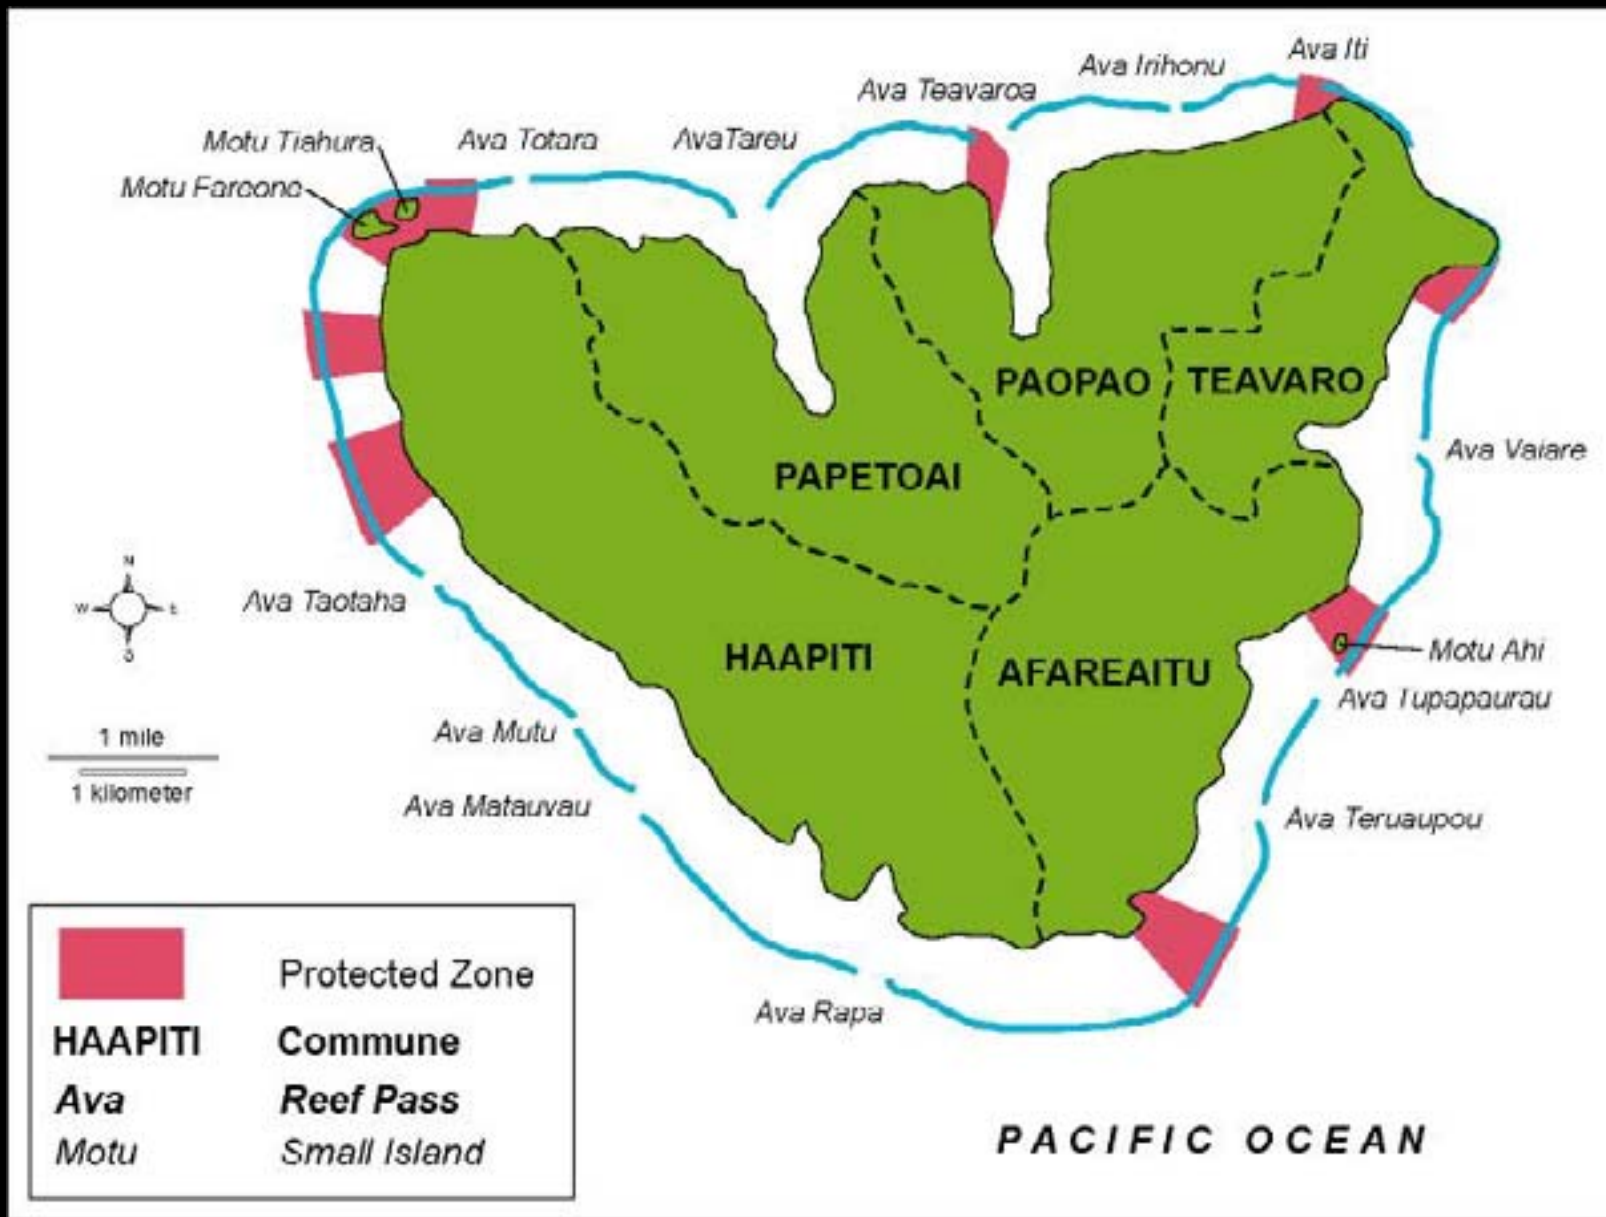 Ava Iti
Ava Irihonu
Ava Teavaroa
Motu Tiahura
Ava Totara
AvaTareu
Motu Fareone
PAOPAO
TEAVARO
Ava Vaiare
PAPETOAI
N
W
E
S
Ava Taotaha
HAAPITI
AFAREAITU
Motu Ahi
Ava Tupapaurau
Ava Mutu
1 mile
1 kilometer
Ava Matauvau
Ava Teruaupou
Ava Rapa
Protected Zone
HAAPITI Commune
Ava Reef Pass
Motu Small Island
PACIFIC OCEAN